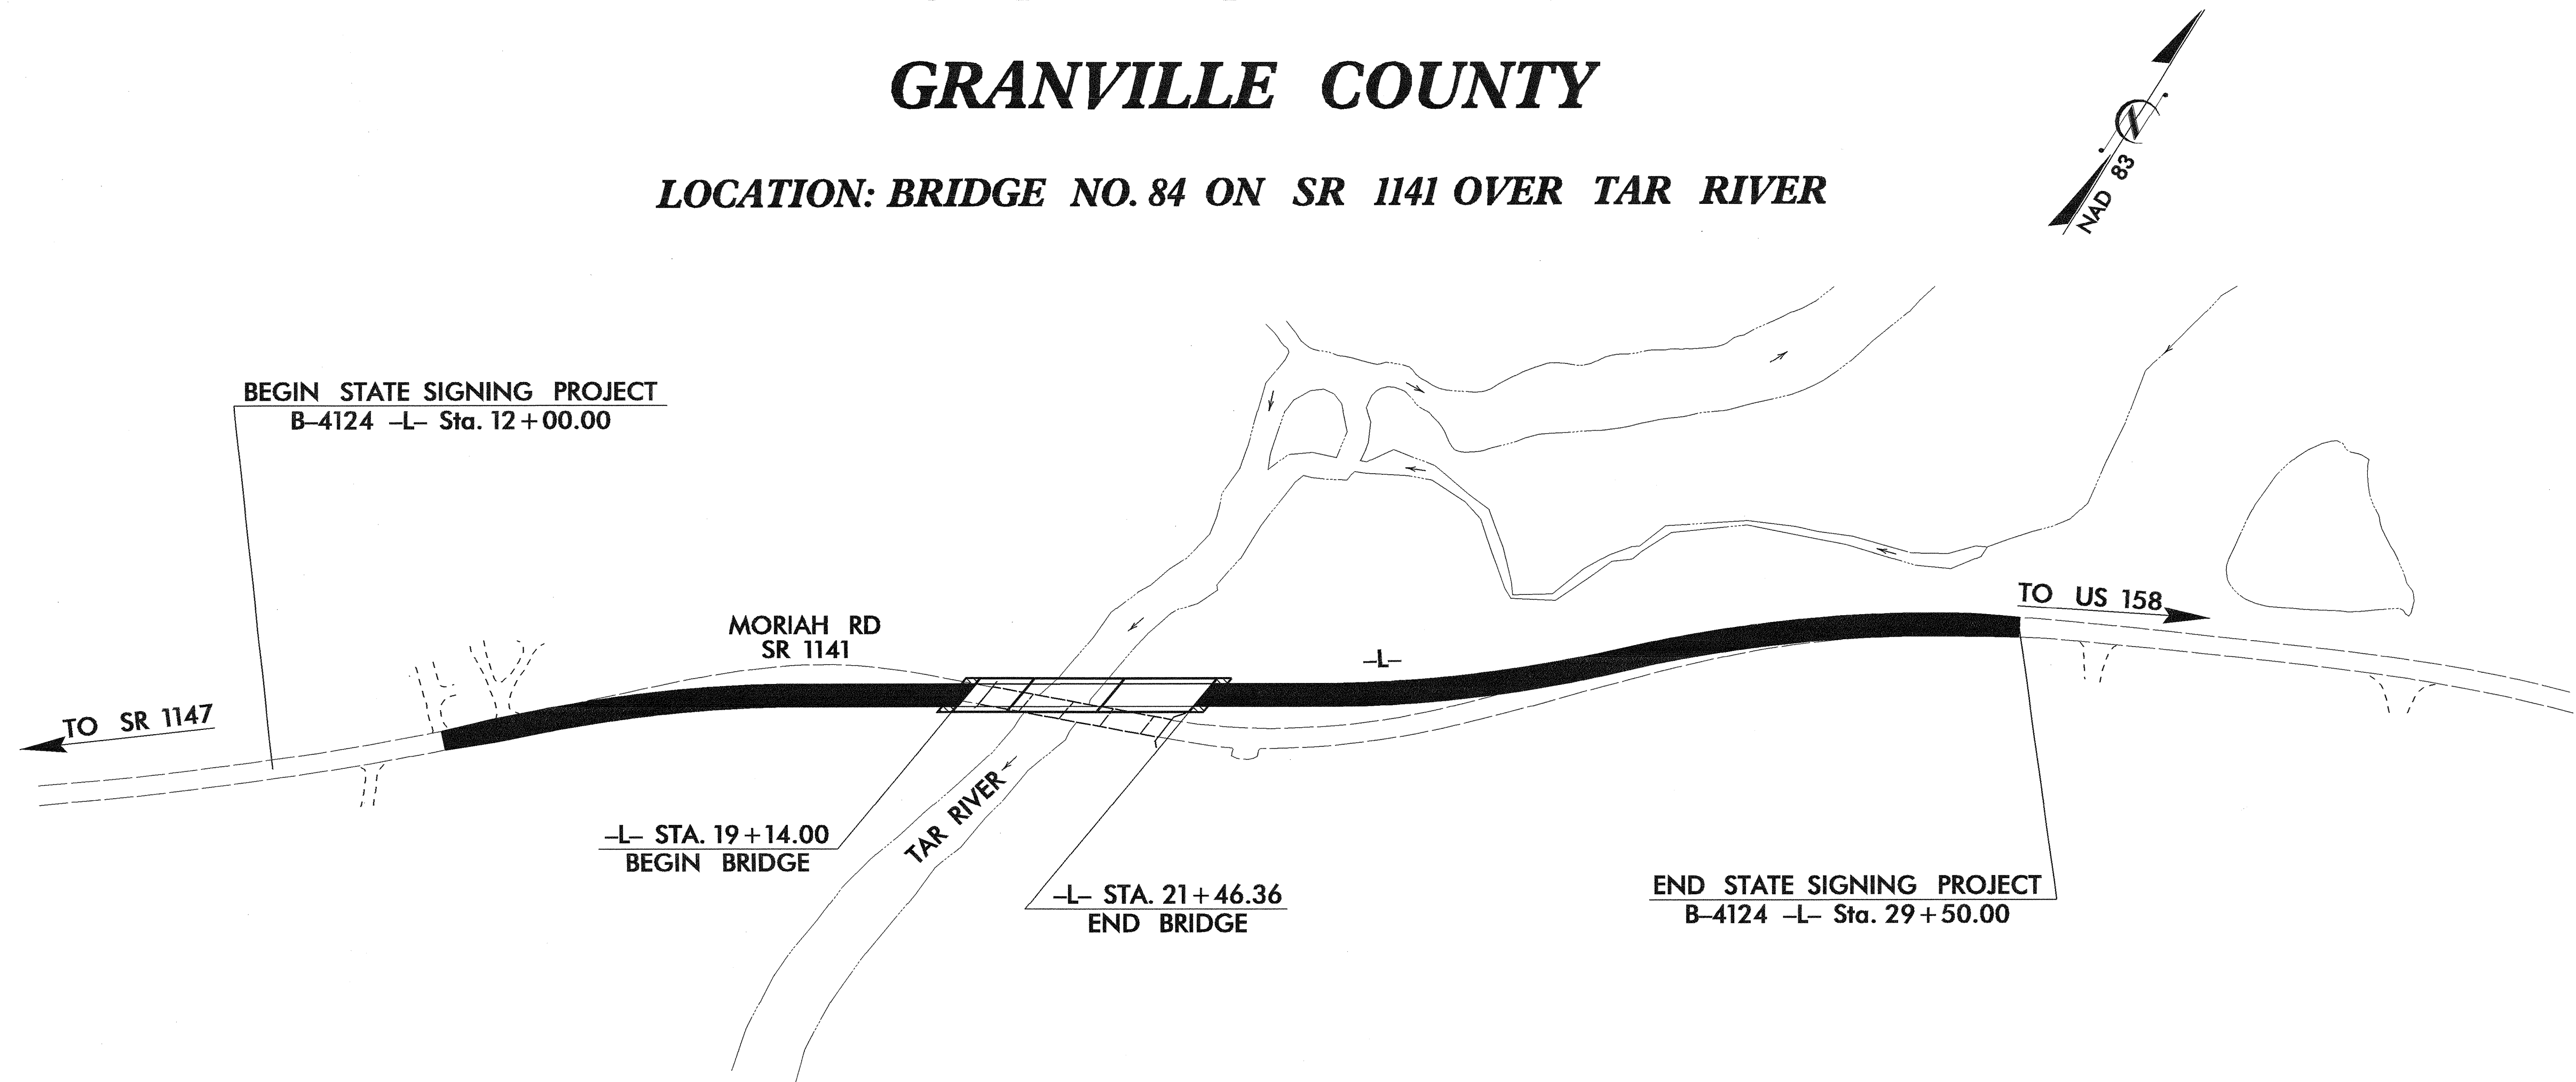 GRANVILLE COUNTY
LOCATION: BRIDGE NO. 84 ON SR 1141 OVER TAR RIVER
N
NAD 83
BEGIN STATE SIGNING PROJECT
B–4124 –L– Sta. 12+00.00
TO US 158
MORIAH RD
SR 1141
–L–
TO SR 1147
TAR RIVER
–L– STA. 19+14.00
BEGIN BRIDGE
–L– STA. 21+46.36
END BRIDGE
END STATE SIGNING PROJECT
B–4124 –L– Sta. 29+50.00